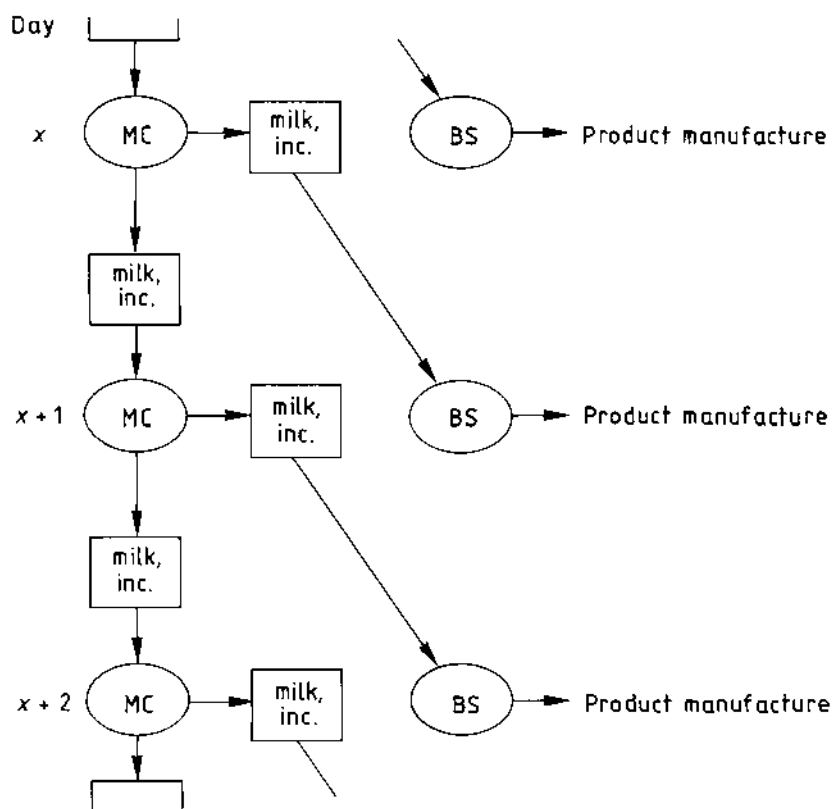 Day
x
MC
milk,
inc.
BS
Product manufacture
milk,
inc.
x + 1
MC
milk,
inc.
BS
Product manufacture
milk,
inc.
x + 2
MC
milk,
inc.
BS
Product manufacture